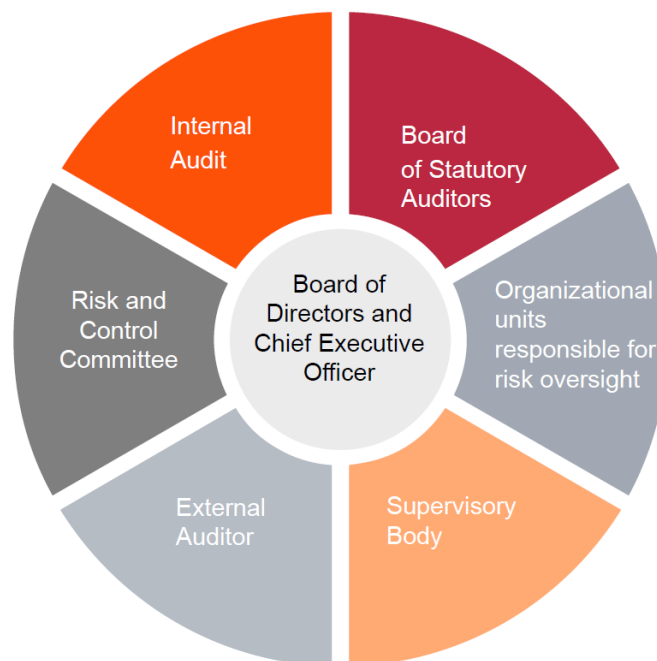 Internal
Audit
Board
of Statutory
Auditors
Risk and
Control
Committee
Board of
Directors and
Chief Executive
Officer
Organizational
units
responsible for
risk oversight
External
Auditor
Supervisory
Body